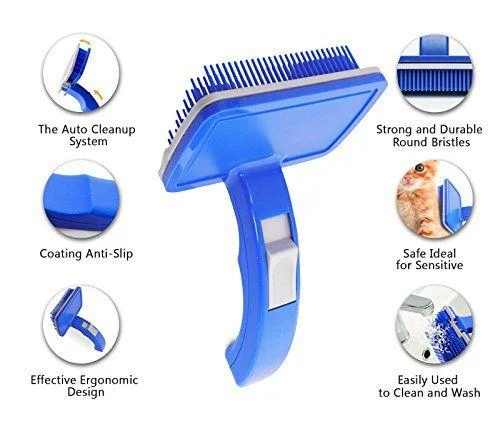 The Auto Cleanup
System
Coating Anti-Slip
Effective Ergonomic
Design
Strong and Durable
Round Bristles
Safe Ideal
for Sensitive
Easily Used
to Clean and Wash